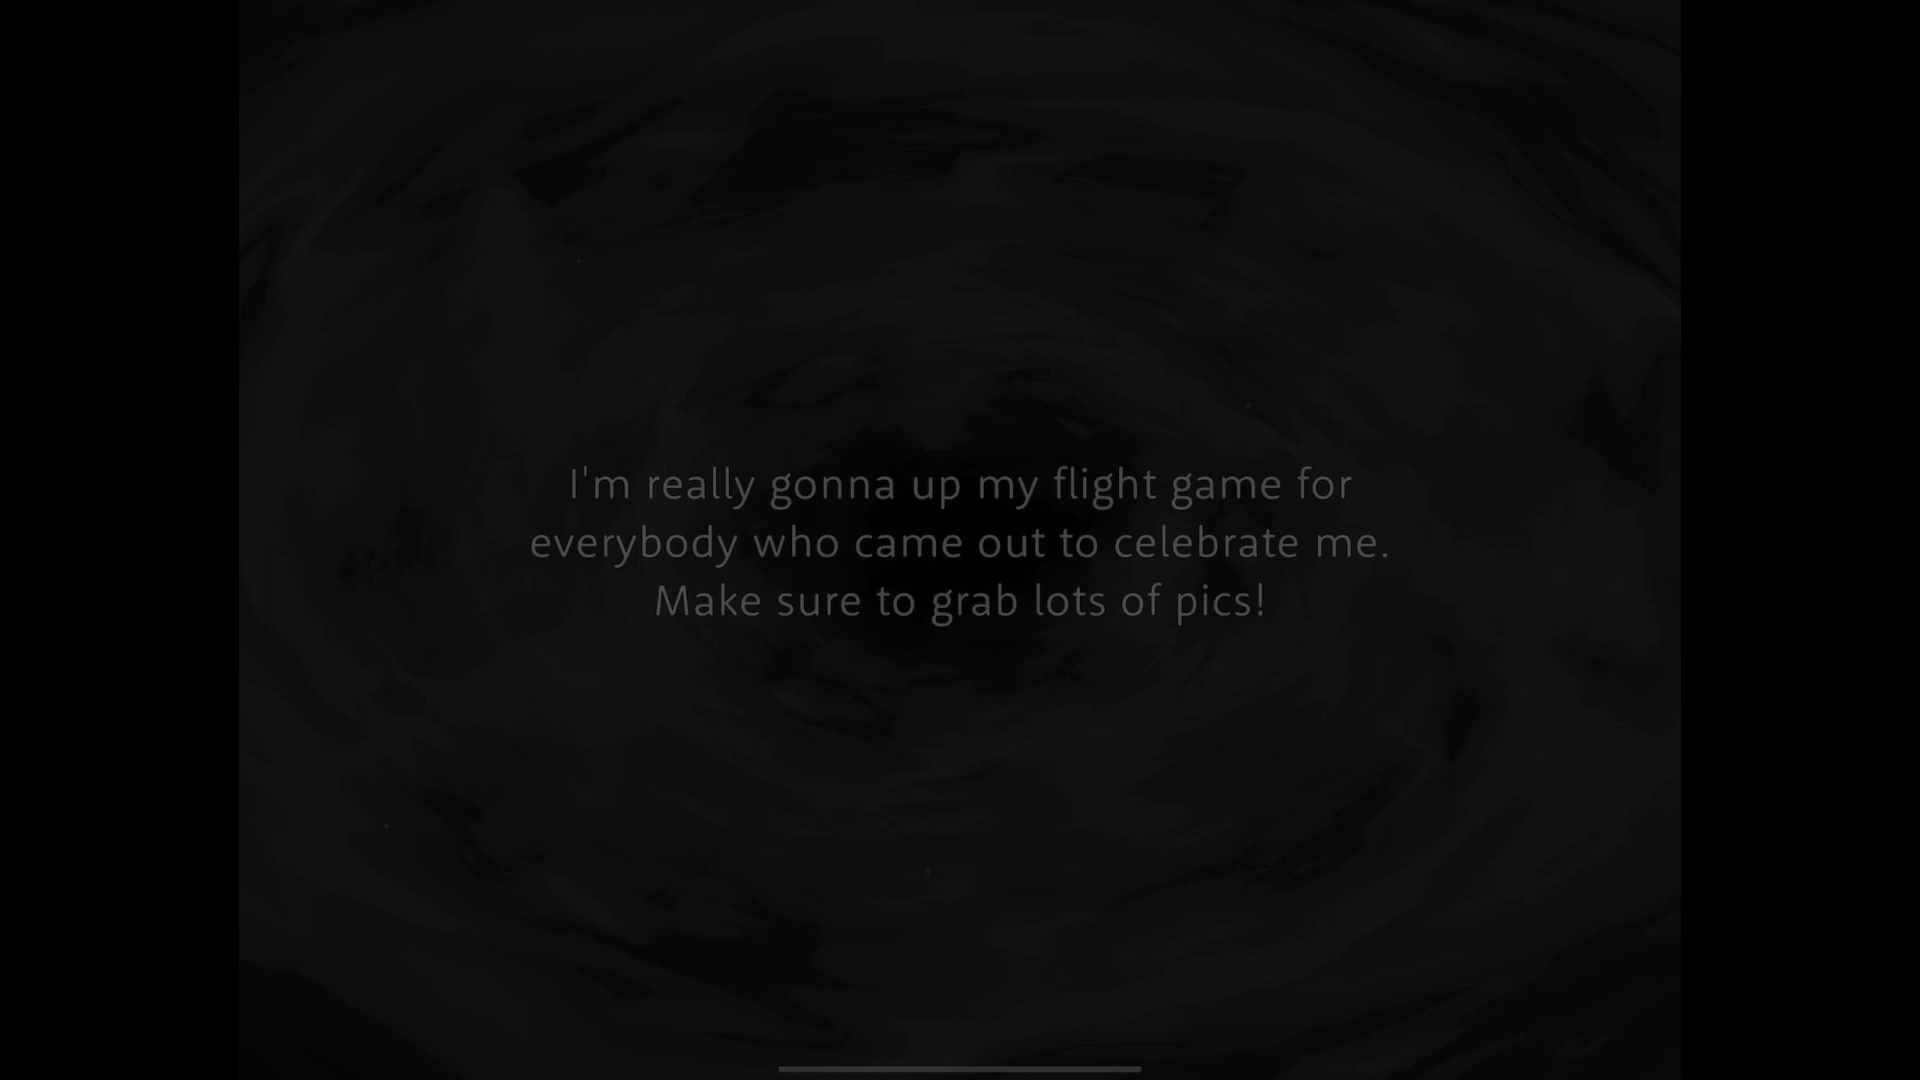 I'm really gonna up my flight game for
everybody who came out to celebrate me.
Make sure to grab lots of pics!